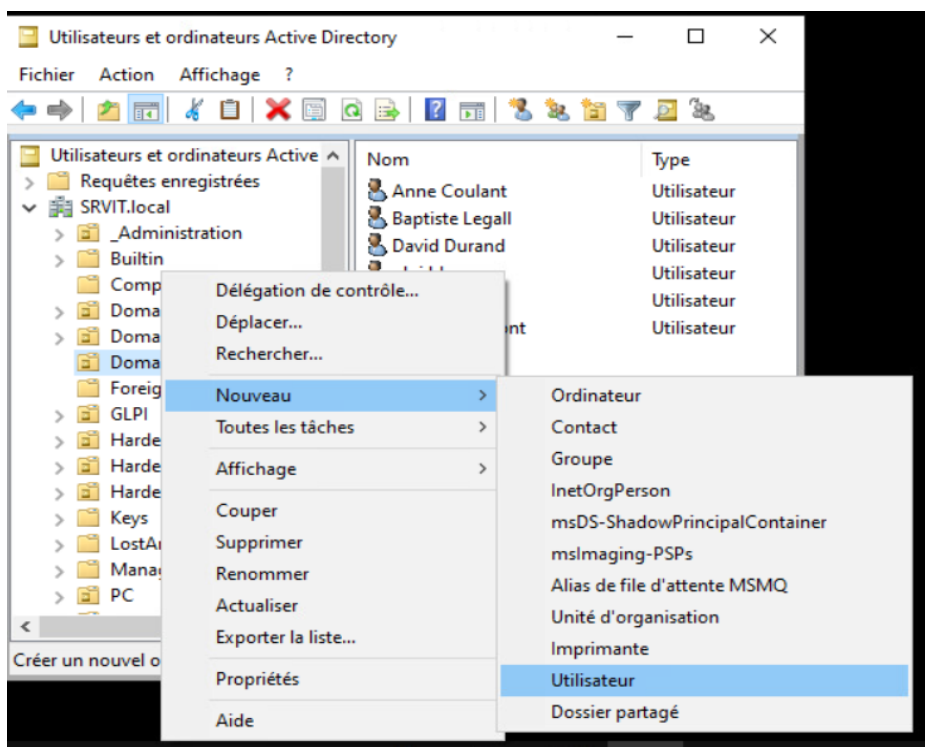 Utilisateurs et ordinateurs Active Directory
Fichier Action Affichage ?
Utilisateurs et ordinateurs Active
Requêtes enregistrées
SRVIT.local
_Administration
Builtin
Comp
Doma
Doma
Doma
Foreig
GLPI
Harde
Harde
Harde
Keys
LostAn
Manag
PC
Créer un nouvel o
Nom Type
Anne Coulant Utilisateur
Baptiste Legall Utilisateur
David Durand Utilisateur
Utilisateur
Utilisateur
nt Utilisateur
Délégation de contrôle...
Déplacer...
Rechercher...
Nouveau
Toutes les tâches
Affichage
Couper
Supprimer
Renommer
Actualiser
Exporter la liste...
Propriétés
Aide
Ordinateur
Contact
Groupe
InetOrgPerson
msDS-ShadowPrincipalContainer
msImaging-PSPs
Alias de file d'attente MSMQ
Unité d'organisation
Imprimante
Utilisateur
Dossier partagé